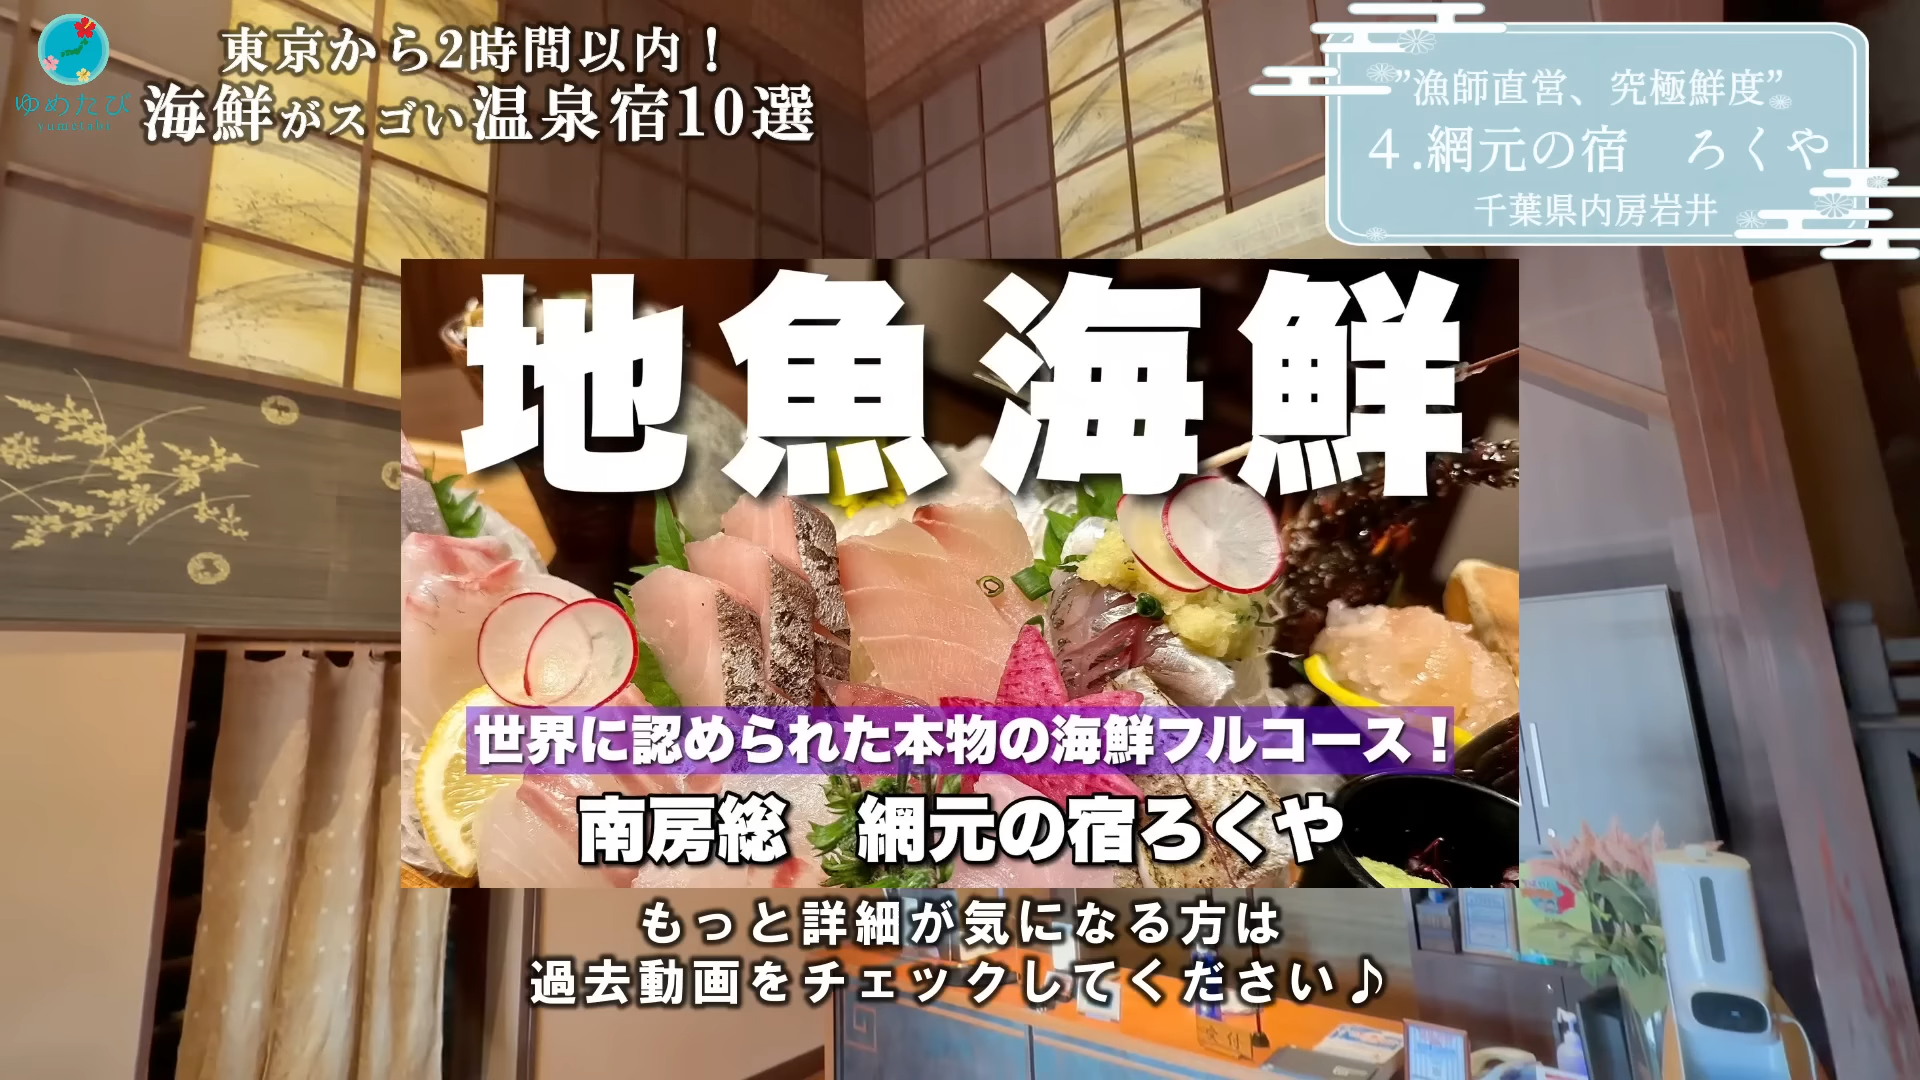 ゆめたび
yumetabi
東京から2時間以内！
海鮮がスゴい温泉宿10選
”漁師直営、究極鮮度”
４.網元の宿　ろくや
千葉県内房岩井
地魚海鮮
世界に認められた本物の海鮮フルコース！
南房総　網元の宿ろくや
もっと詳細が気になる方は
過去動画をチェックしてください♪
受付